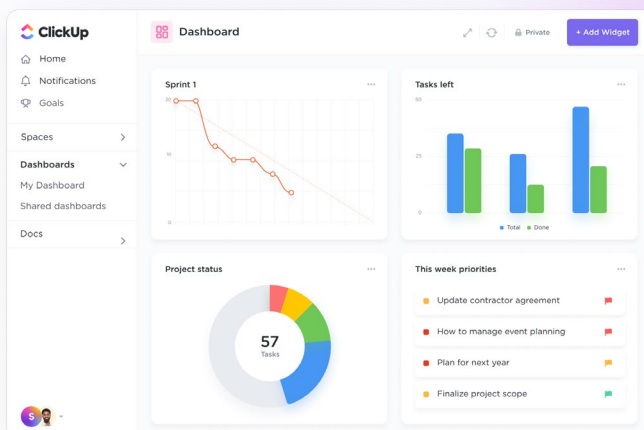 ClickUp
Home
Notifications
Goals
Spaces
Dashboards
My Dashboard
Shared dashboards
Docs
S
Dashboard
Private
+ Add Widget
Sprint 1
20
10
0
Tasks left
50
25
0
Total Done
Project status
57
Tasks
This week priorities
Update contractor agreement
How to manage event planning
Plan for next year
Finalize project scope